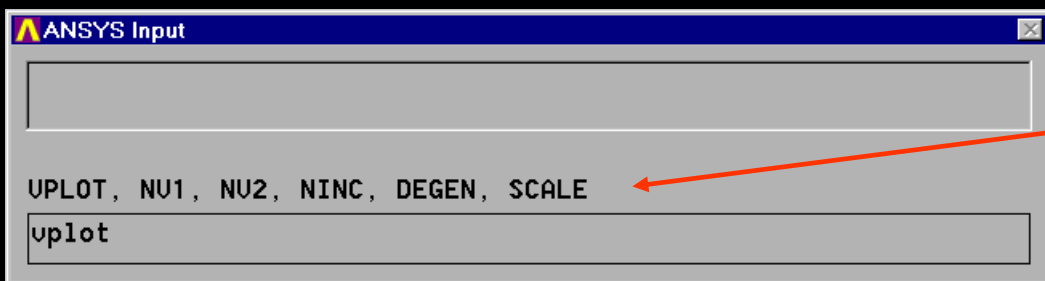 ANSYS Input
VPLOT, NV1, NV2, NINC, DEGEN, SCALE
vplot